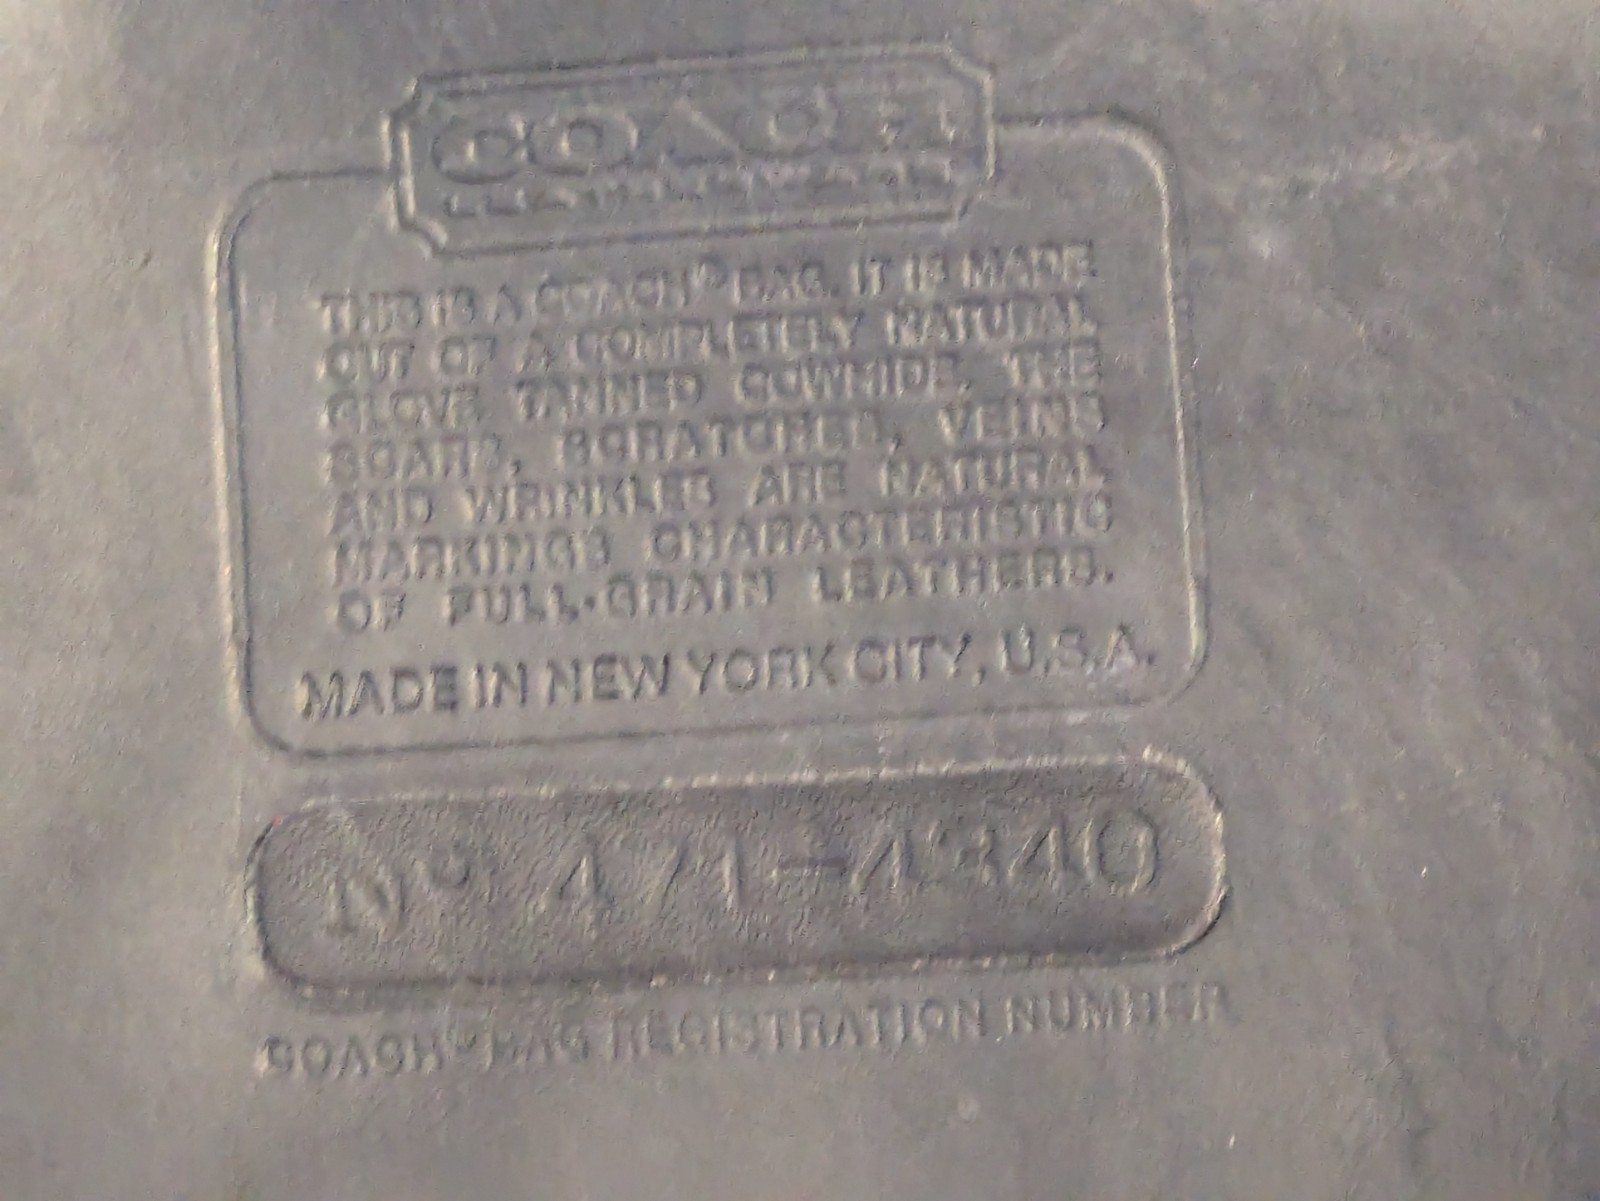 COACH
LEATHERWARE
THIS IS A COACH® BAG. IT IS MADE
OUT OF A COMPLETELY NATURAL
GLOVE TANNED COWHIDE. THE
SCARS, SCRATCHES, VEINS
AND WRINKLES ARE NATURAL
MARKINGS CHARACTERISTIC
OF FULL-GRAIN LEATHERS.
MADE IN NEW YORK CITY, U.S.A.
Nº 471-4340
COACH® BAG REGISTRATION NUMBER